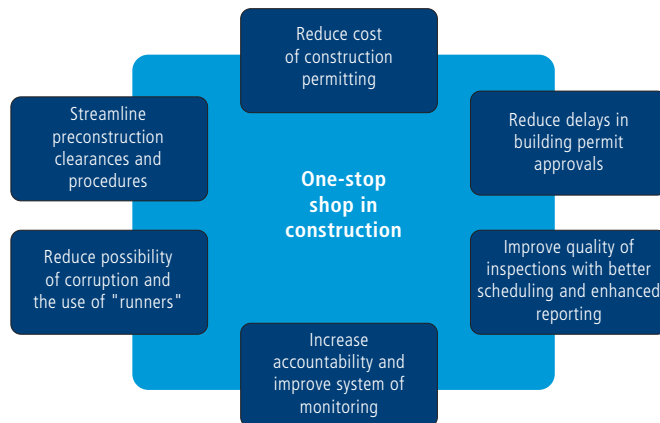 Reduce cost
of construction
permitting
Streamline
preconstruction
clearances and
procedures
Reduce delays in
building permit
approvals
One-stop
shop in
construction
Reduce possibility
of corruption and
the use of "runners"
Improve quality of
inspections with better
scheduling and enhanced
reporting
Increase
accountability and
improve system of
monitoring